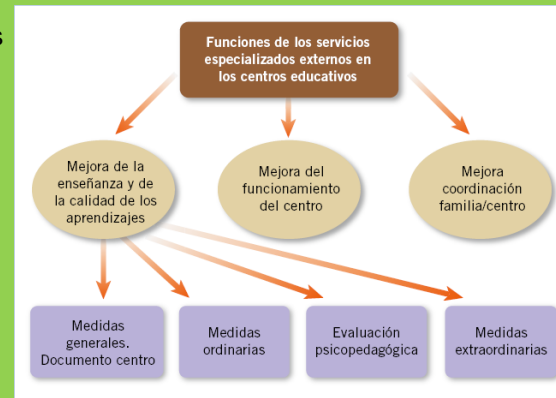 s
Funciones de los servicios
especializados externos en
los centros educativos
Mejora de la
enseñanza y de
la calidad de los
aprendizajes
Mejora del
funcionamiento
del centro
Mejora
coordinación
familia/centro
Medidas
generales.
Documento centro
Medidas
ordinarias
Evaluación
psicopedagógica
Medidas
extraordinarias